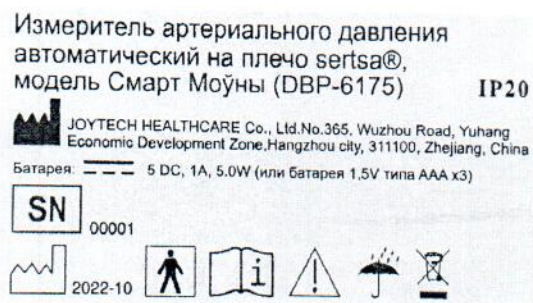 Измеритель артериального давления
автоматический на плечо sertsa®,
модель Смарт Моўны (DBP-6175) IP20
JOYTECH HEALTHCARE Co., Ltd.No.365, Wuzhou Road, Yuhang
Economic Development Zone,Hangzhou city, 311100, Zhejiang, China
Батарея: 5 DC, 1A, 5.0W (или батарея 1,5V типа AAA x3)
SN 00001
2022-10 i